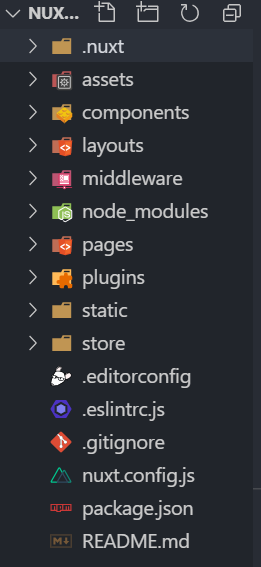 NUX...
.nuxt
assets
components
layouts
middleware
node_modules
pages
plugins
static
store
.editorconfig
.eslintrc.js
.gitignore
nuxt.config.js
package.json
README.md